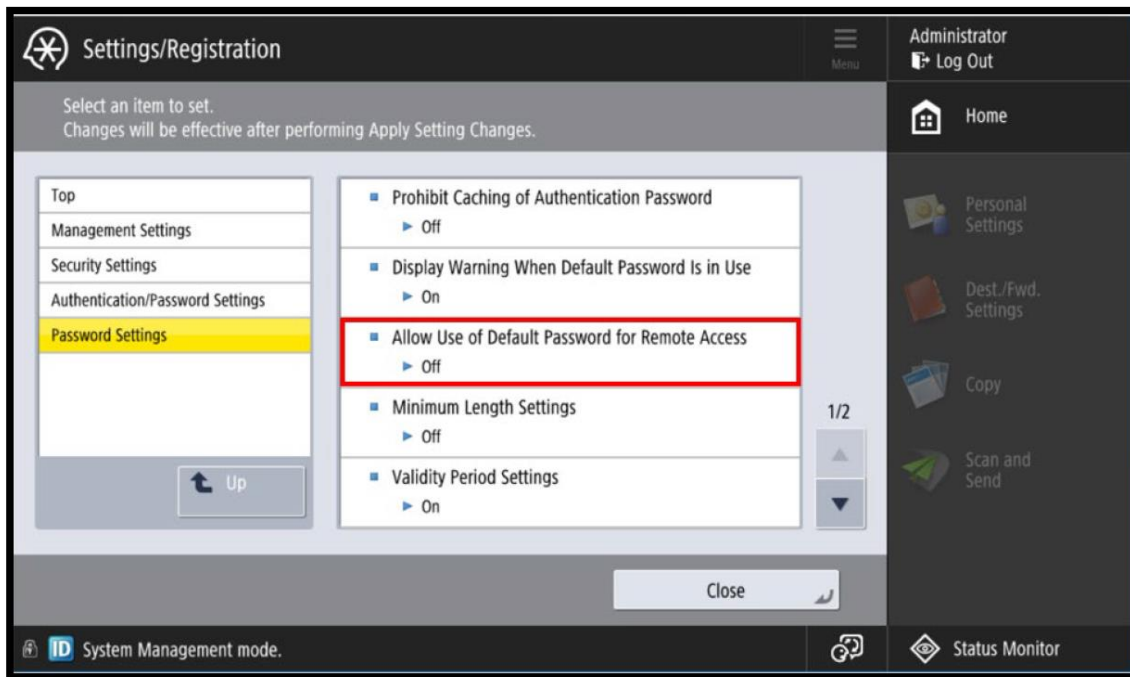 Settings/Registration
Menu
Administrator
Log Out
Select an item to set.
Changes will be effective after performing Apply Setting Changes.
Home
Top
Management Settings
Security Settings
Authentication/Password Settings
Password Settings
Up
Prohibit Caching of Authentication Password
Off
Display Warning When Default Password Is in Use
On
Allow Use of Default Password for Remote Access
Off
Minimum Length Settings
Off
Validity Period Settings
On
1/2
Personal
Settings
Dest./Fwd.
Settings
Copy
Scan and
Send
Close
ID System Management mode.
Status Monitor